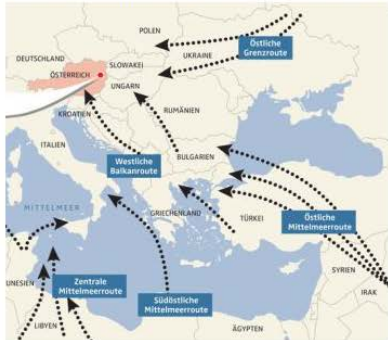 POLEN
Östliche
Grenzroute
DEUTSCHLAND
SLOWAKEI
UKRAINE
ÖSTERREICH
UNGARN
RUMÄNIEN
KROATIEN
ITALIEN
Westliche
Balkanroute
BULGARIEN
MITTELMEER
GRIECHENLAND
TÜRKEI
Östliche
Mittelmeerroute
SYRIEN
IRAK
UNESIEN
Zentrale
Mittelmeerroute
Südöstliche
Mittelmeerroute
LIBYEN
ÄGYPTEN